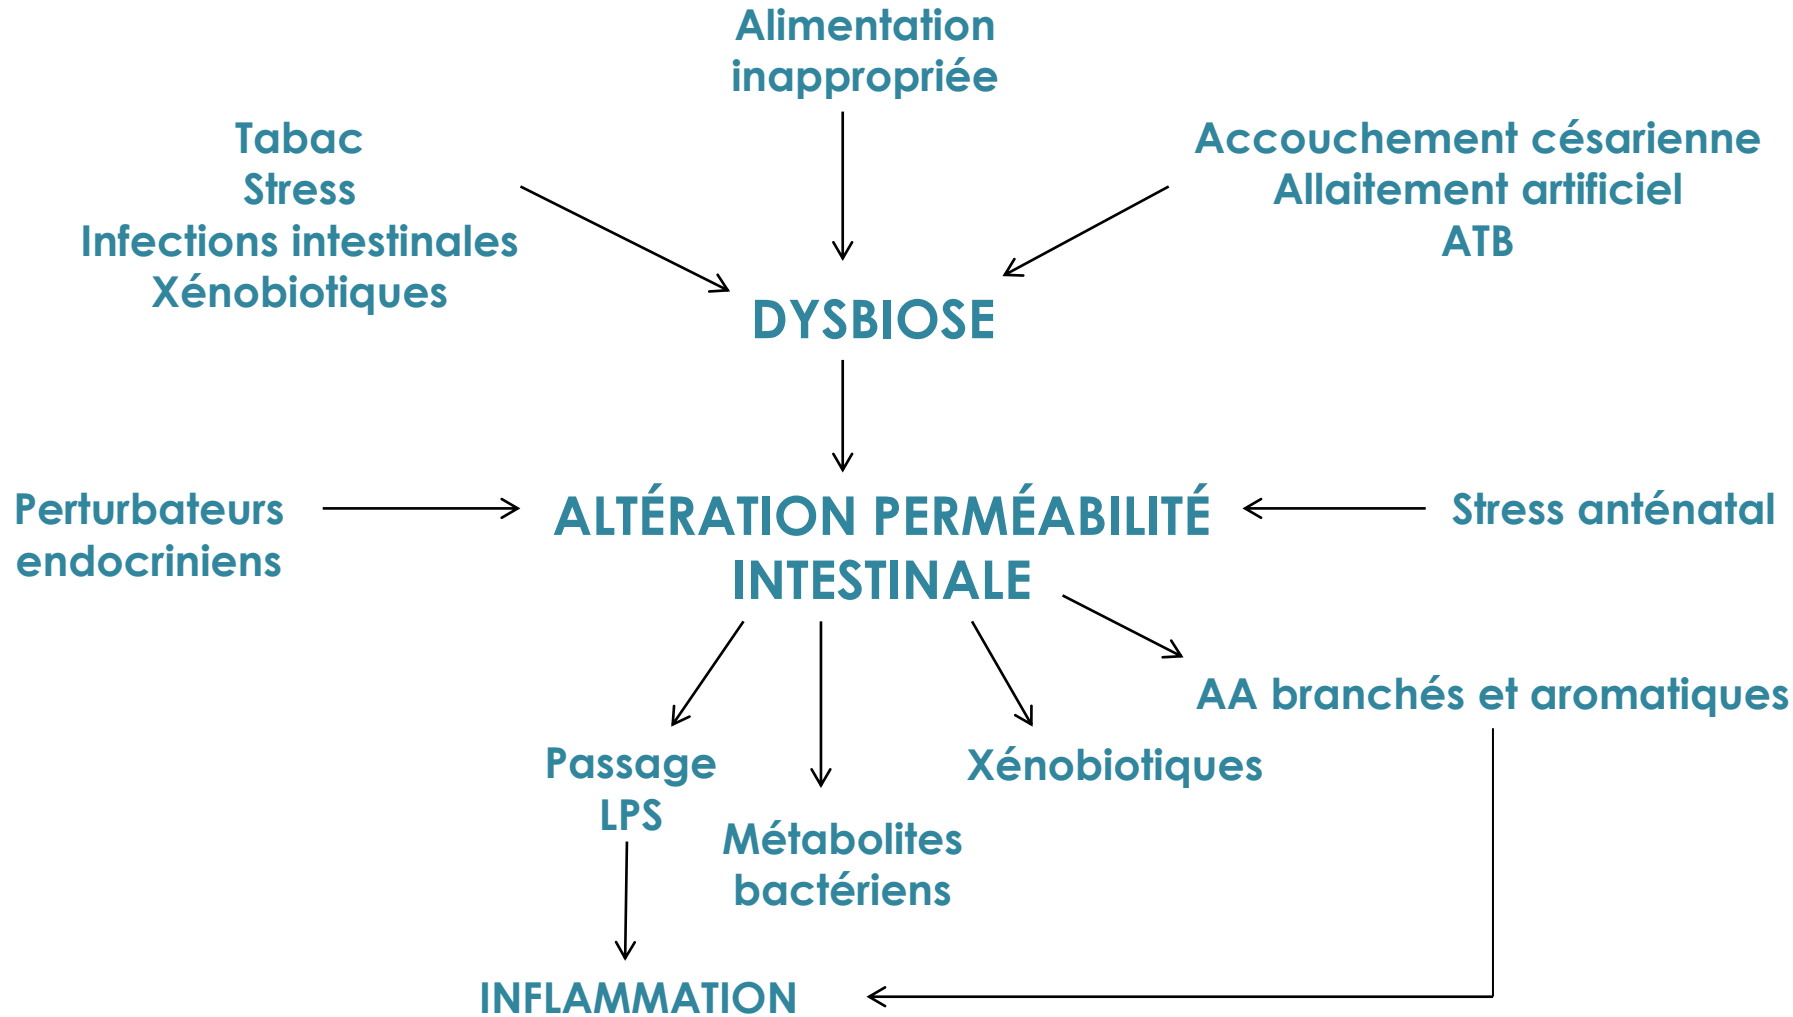 Alimentation
inappropriée
Tabac
Stress
Infections intestinales
Xénobiotiques
Accouchement césarienne
Allaitement artificiel
ATB
DYSBIOSE
Perturbateurs
endocriniens
ALTÉRATION PERMÉABILITÉ
INTESTINALE
Stress anténatal
AA branchés et aromatiques
Passage
LPS
Xénobiotiques
Métabolites
bactériens
INFLAMMATION